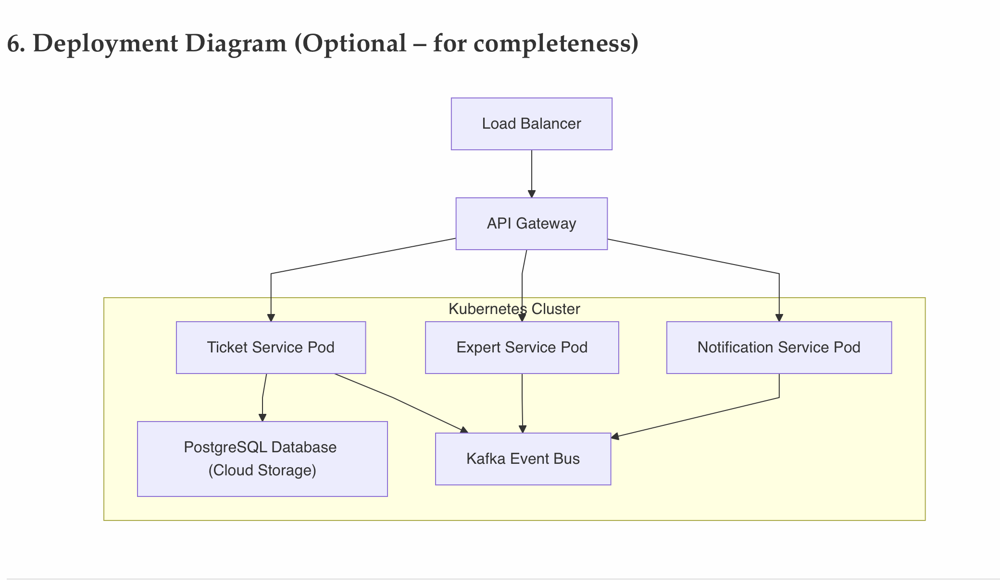 6. Deployment Diagram (Optional – for completeness)
Load Balancer
API Gateway
Kubernetes Cluster
Ticket Service Pod
Expert Service Pod
Notification Service Pod
PostgreSQL Database
(Cloud Storage)
Kafka Event Bus